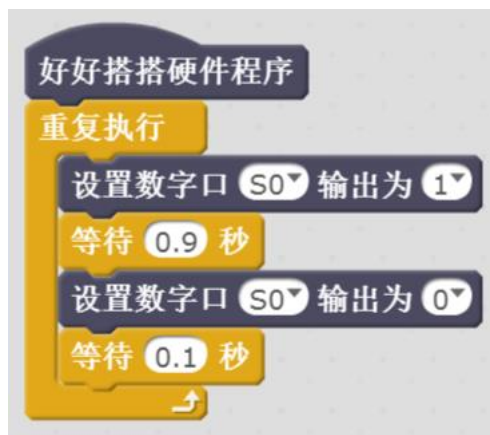 好好搭搭硬件程序
重复执行
设置数字口 S0 输出为 1
等待 0.9 秒
设置数字口 S0 输出为 0
等待 0.1 秒